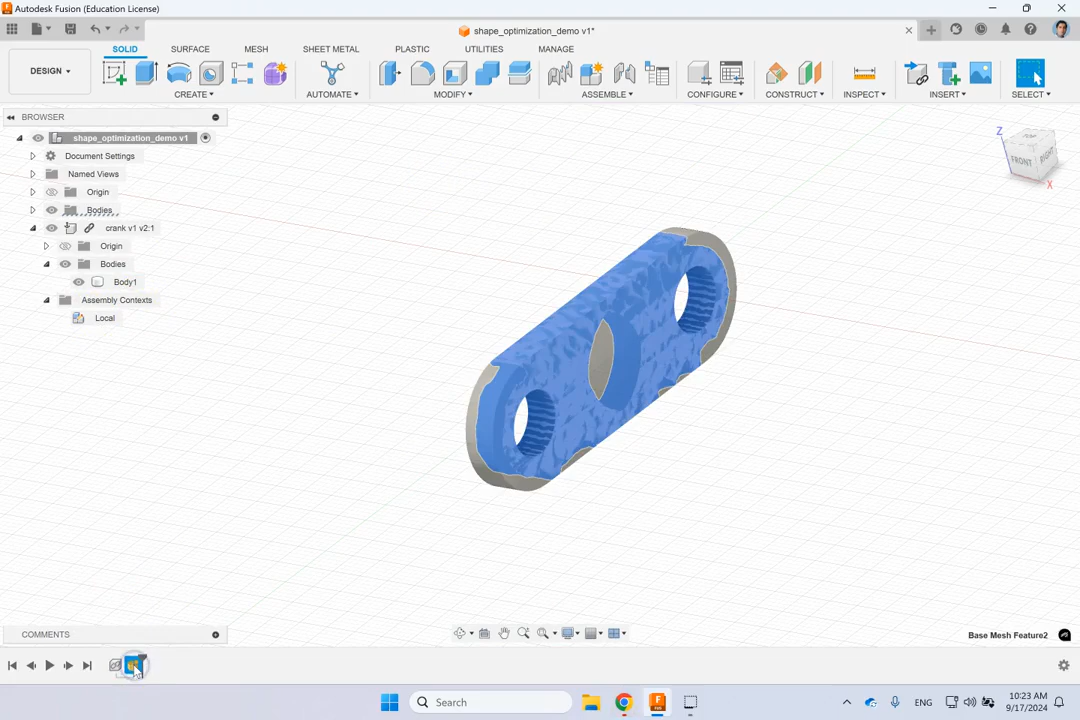 Autodesk Fusion (Education License)
shape_optimization_demo v1*
SOLID SURFACE MESH SHEET METAL PLASTIC UTILITIES MANAGE
DESIGN
CREATE AUTOMATE MODIFY ASSEMBLE CONFIGURE CONSTRUCT INSPECT INSERT SELECT
BROWSER
shape_optimization_demo v1
Document Settings
Named Views
Origin
Bodies
crank v1 v2:1
Origin
Bodies
Body1
Assembly Contexts
Local
TOP
FRONT
RIGHT
Z
X
COMMENTS
Base Mesh Feature2
Search
ENG
10:23 AM
9/17/2024